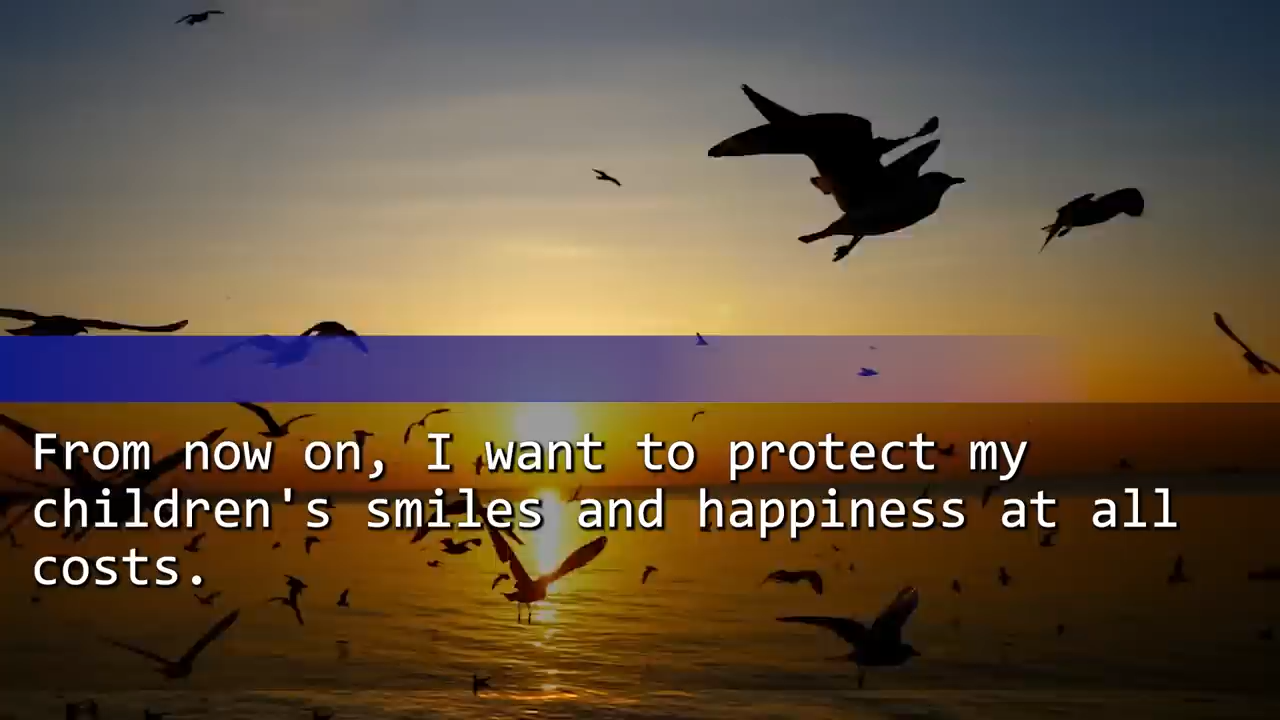 From now on, I want to protect my
children's smiles and happiness at all
costs.